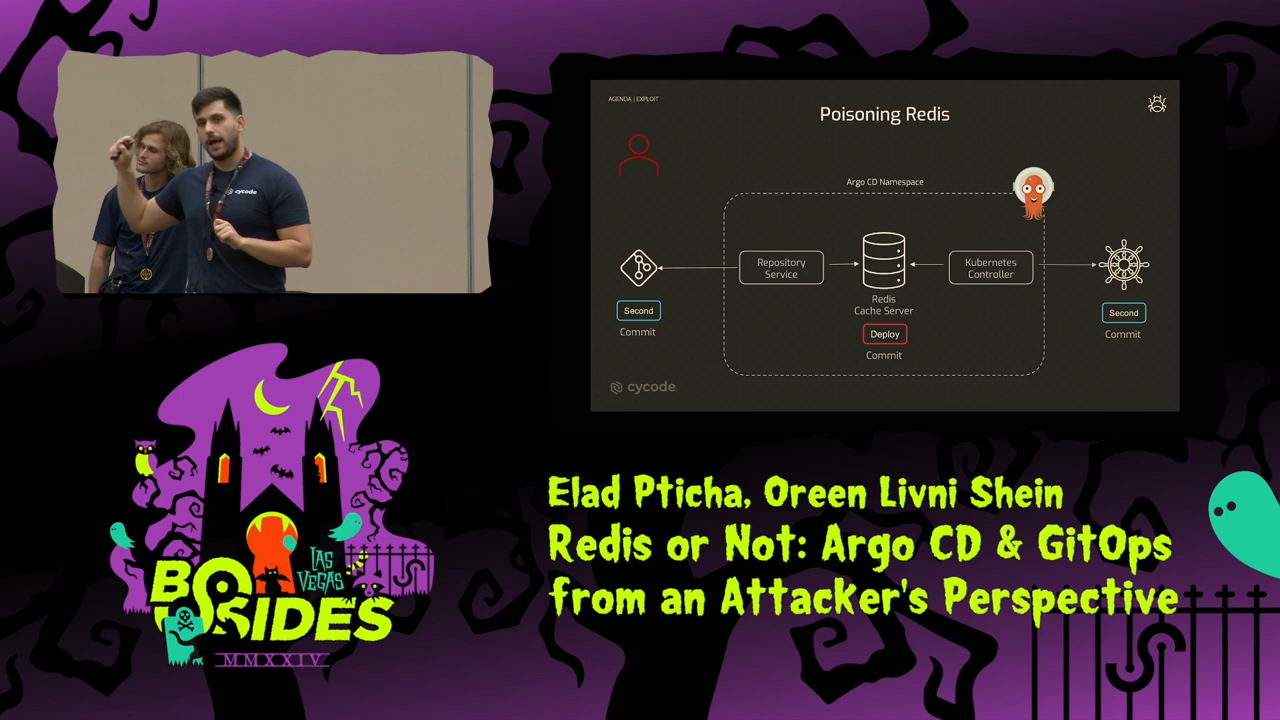 cycode
AGENDA | EXPLOIT
Poisoning Redis
Argo CD Namespace
Repository
Service
Kubernetes
Controller
Redis
Cache Server
Second
Commit
Deploy
Commit
Second
Commit
cycode
BSIDES
LAS
VEGAS
MMXXIV
Elad Pticha, Oreen Livni Shein
Redis or Not: Argo CD & GitOps
from an Attacker's Perspective